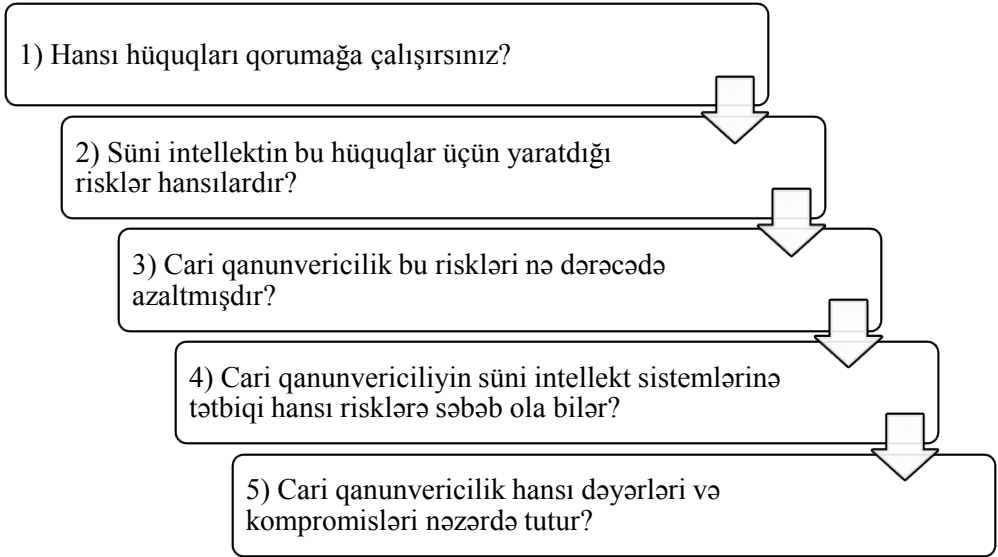 1) Hansı hüquqları qorumağa çalışırsınız?
2) Süni intellektin bu hüquqlar üçün yaratdığı
risklər hansılardır?
3) Cari qanunvericilik bu riskləri nə dərəcədə
azaltmışdır?
4) Cari qanunvericiliyin süni intellekt sistemlərinə
tətbiqi hansı risklərə səbəb ola bilər?
5) Cari qanunvericilik hansı dəyərləri və
kompromisləri nəzərdə tutur?